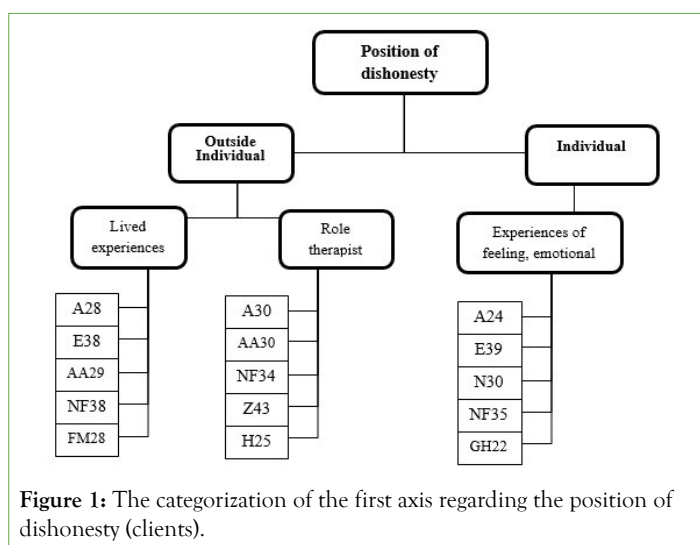 Position of
dishonesty
Outside
Individual
Individual
Lived
experiences
Role
therapist
Experiences of
feeling, emotional
A28
E38
AA29
NF38
FM28
A30
AA30
NF34
Z43
H25
A24
E39
N30
NF35
GH22
Figure 1: The categorization of the first axis regarding the position of
dishonesty (clients).